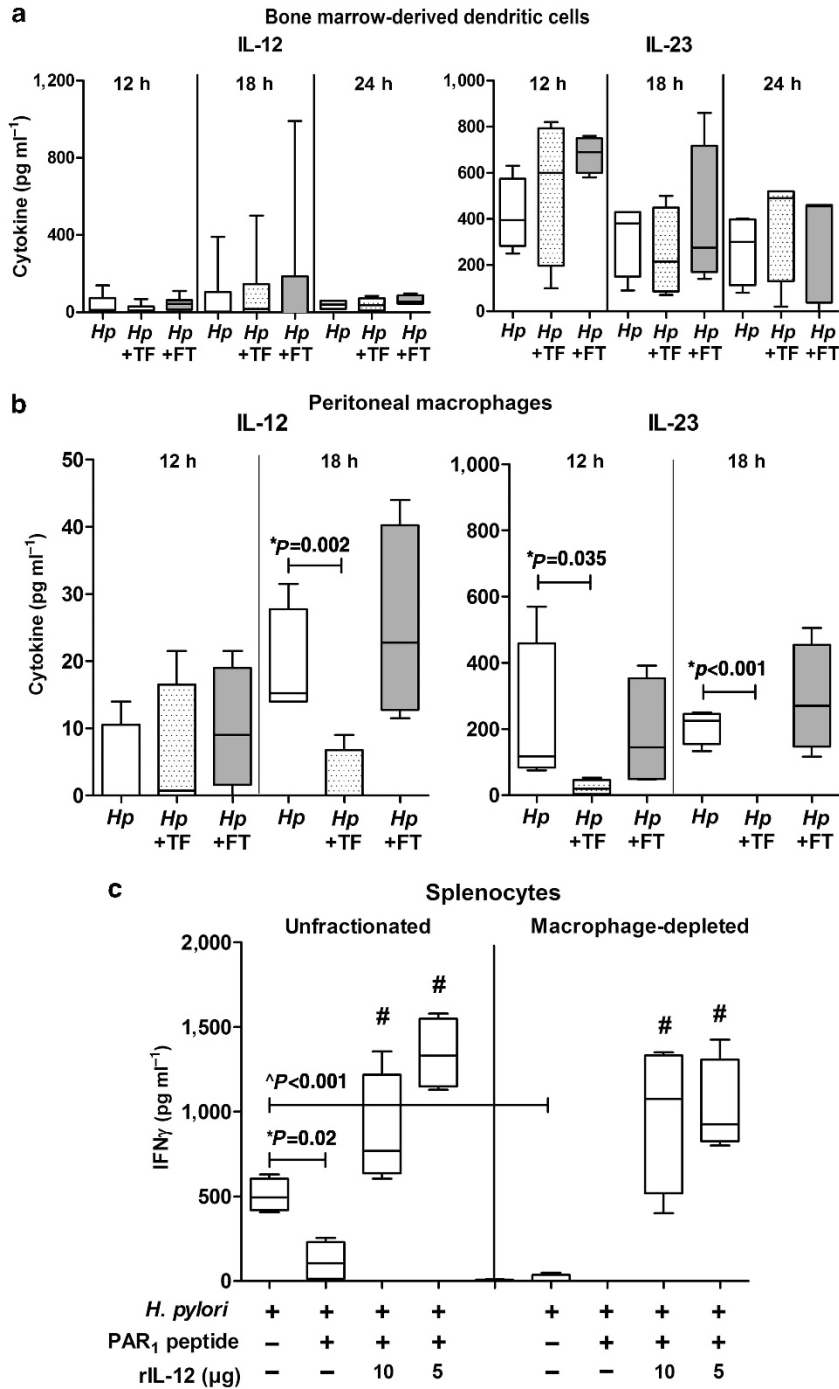 a
Bone marrow-derived dendritic cells
IL-12
IL-23
Cytokine (pg ml⁻¹)
1,200
800
400
0
12 h
18 h
24 h
Hp
Hp +TF
Hp +FT
Hp
Hp +TF
Hp +FT
Hp
Hp +TF
Hp +FT
1,000
800
600
400
200
0
12 h
18 h
24 h
Hp
Hp +TF
Hp +FT
Hp
Hp +TF
Hp +FT
Hp
Hp +TF
Hp +FT
b
Peritoneal macrophages
IL-12
IL-23
Cytokine (pg ml⁻¹)
50
40
30
20
10
0
12 h
18 h
*P=0.002
Hp
Hp +TF
Hp +FT
Hp
Hp +TF
Hp +FT
1,000
800
600
400
200
0
12 h
18 h
*P=0.035
*p<0.001
Hp
Hp +TF
Hp +FT
Hp
Hp +TF
Hp +FT
c
Splenocytes
Unfractionated
Macrophage-depleted
IFNγ (pg ml⁻¹)
2,000
1,500
1,000
500
0
# # # #
^P<0.001
*P=0.02
H. pylori + + + + + + + +
PAR₁ peptide – + + + – + + +
rIL-12 (µg) – – 10 5 – – 10 5